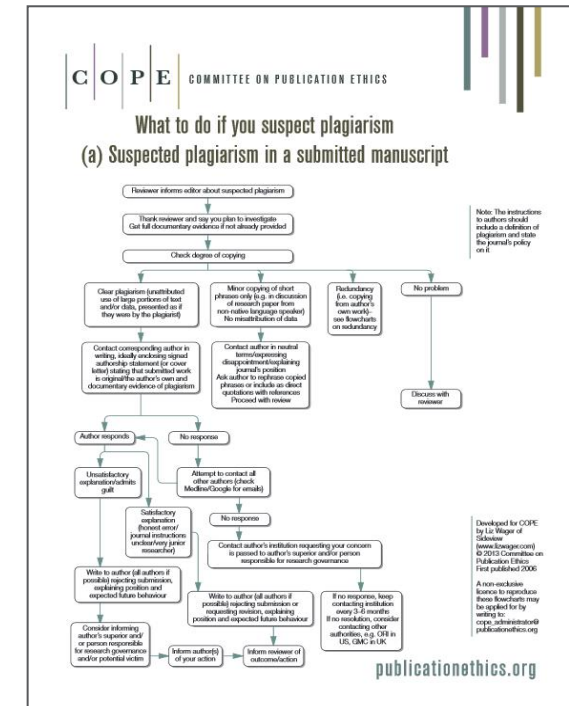 COPE COMMITTEE ON PUBLICATION ETHICS
What to do if you suspect plagiarism
(a) Suspected plagiarism in a submitted manuscript
Reviewer informs editor about suspected plagiarism
Thank reviewer and say you plan to investigate
Get full documentary evidence if not already provided
Check degree of copying
Note: The instructions
to authors should
include a definition of
plagiarism and state
the journal's policy
on it
Clear plagiarism (unattributed
use of large portions of text
and/or data, presented as if
they were by the plagiarist)
Minor copying of short
phrases only (e.g. in discussion
of research paper from
non-native language speaker)
No misattribution of data
Redundancy
(i.e. copying
from author's
own work)–
see flowcharts
on redundancy
No problem
Contact corresponding author in
writing, ideally enclosing signed
authorship statement (or cover
letter) stating that submitted work
is original/the author's own and
documentary evidence of plagiarism
Contact author in neutral
terms/expressing
disappointment/explaining
journal's position
Ask author to rephrase copied
phrases or include as direct
quotations with references
Proceed with review
Discuss with
reviewer
Author responds
No response
Unsatisfactory
explanation/admits
guilt
Attempt to contact all
other authors (check
Medline/Google for emails)
Satisfactory
explanation
(honest error/
journal instructions
unclear/very junior
researcher)
No response
Contact author's institution requesting your concern
is passed to author's superior and/or person
responsible for research governance
Write to author (all authors if
possible) rejecting submission,
explaining position and
expected future behaviour
Write to author (all authors if
possible) rejecting submission or
requesting revision, explaining
position and expected future behaviour
If no response, keep
contacting institution
every 3–6 months
If no resolution, consider
contacting other
authorities, e.g. ORI in
US, GMC in UK
Consider informing
author's superior and/
or person responsible
for research governance
and/or potential victim
Inform author(s)
of your action
Inform reviewer of
outcome/action
Developed for COPE
by Liz Wager of
Sideview
(www.lizwager.com)
© 2013 Committee on
Publication Ethics
First published 2006
A non-exclusive
licence to reproduce
these flowcharts may
be applied for by
writing to:
cope_administrator@
publicationethics.org
publicationethics.org